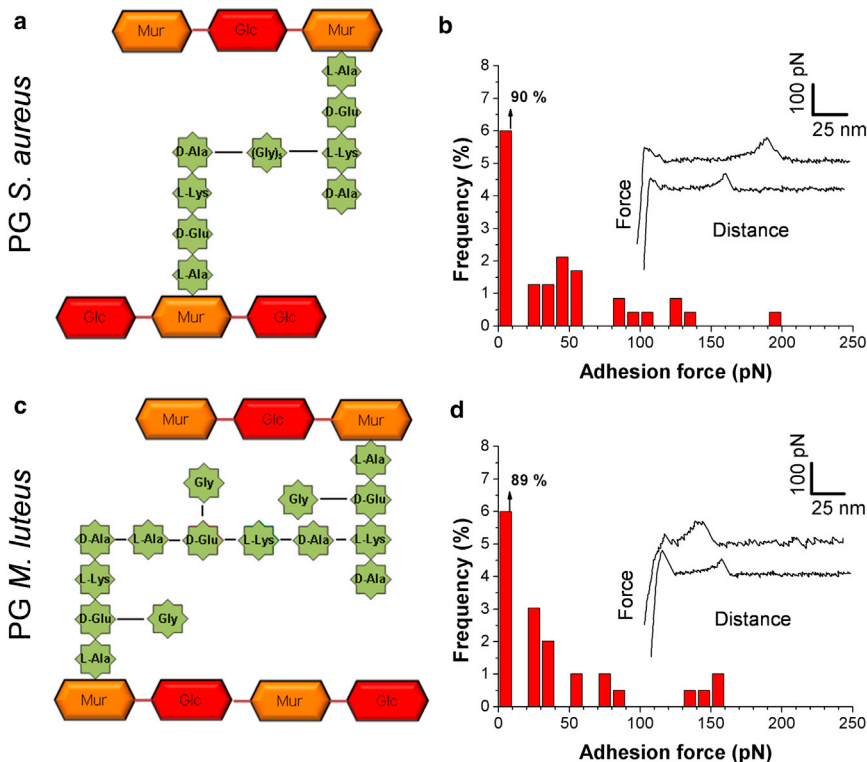 a
PG S. aureus
Mur Glc Mur
L-Ala
D-Glu
D-Ala (Gly)5 L-Lys
L-Lys D-Ala
D-Glu
L-Ala
Glc Mur Glc
b
Frequency (%)
8
7
6
5
4
3
2
1
0
90 %
100 pN
25 nm
Force
Distance
0 50 100 150 200 250
Adhesion force (pN)
c
PG M. luteus
Mur Glc Mur
L-Ala
Gly Gly D-Glu
D-Ala L-Ala D-Glu L-Lys D-Ala L-Lys
L-Lys D-Ala
D-Glu Gly
L-Ala
Mur Glc Mur Glc
d
Frequency (%)
8
7
6
5
4
3
2
1
0
89 %
100 pN
25 nm
Force
Distance
0 50 100 150 200 250
Adhesion force (pN)